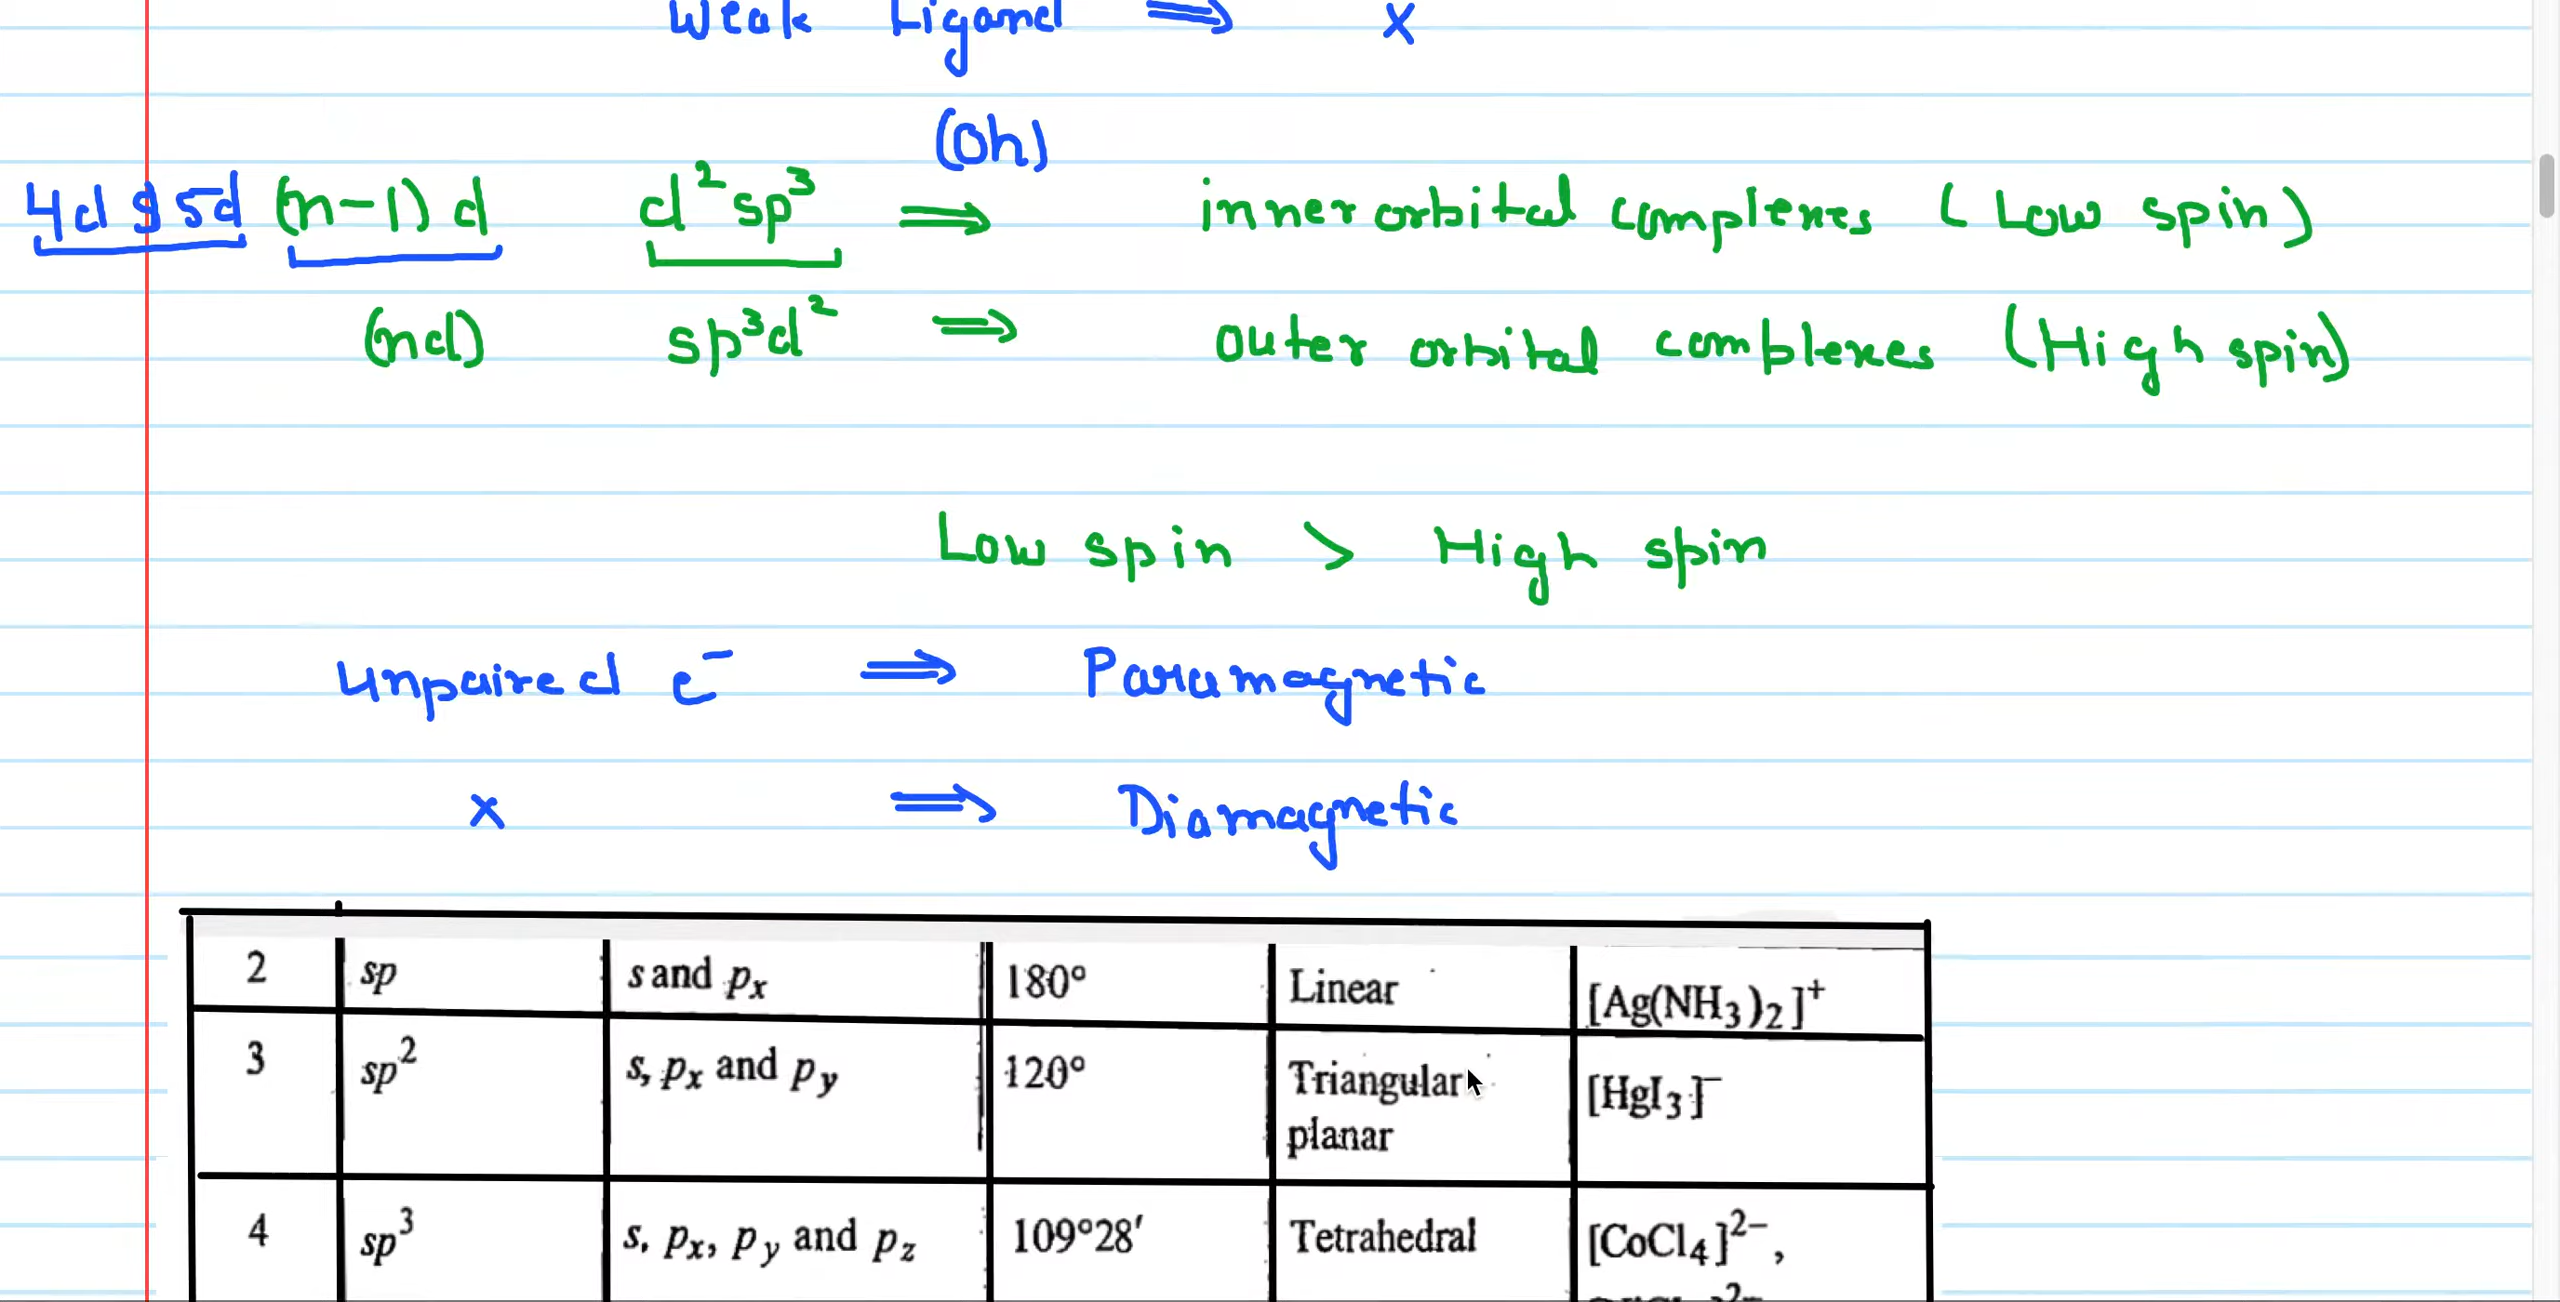 Weak Ligand ⟹ x
(Oh)
4d & 5d (n-1) d d²sp³ ⟹ inner orbital complexes (Low spin)
(nd) sp³d² ⟹ outer orbital complexes (High spin)
Low spin > High spin
unpaired e⁻ ⟹ Paramagnetic
x ⟹ Diamagnetic
2 sp s and pₓ 180° Linear [Ag(NH₃)₂]⁺
3 sp² s, pₓ and p_y 120° Triangular planar [HgI₃]⁻
4 sp³ s, pₓ, p_y and p_z 109°28′ Tetrahedral [CoCl₄]²⁻,